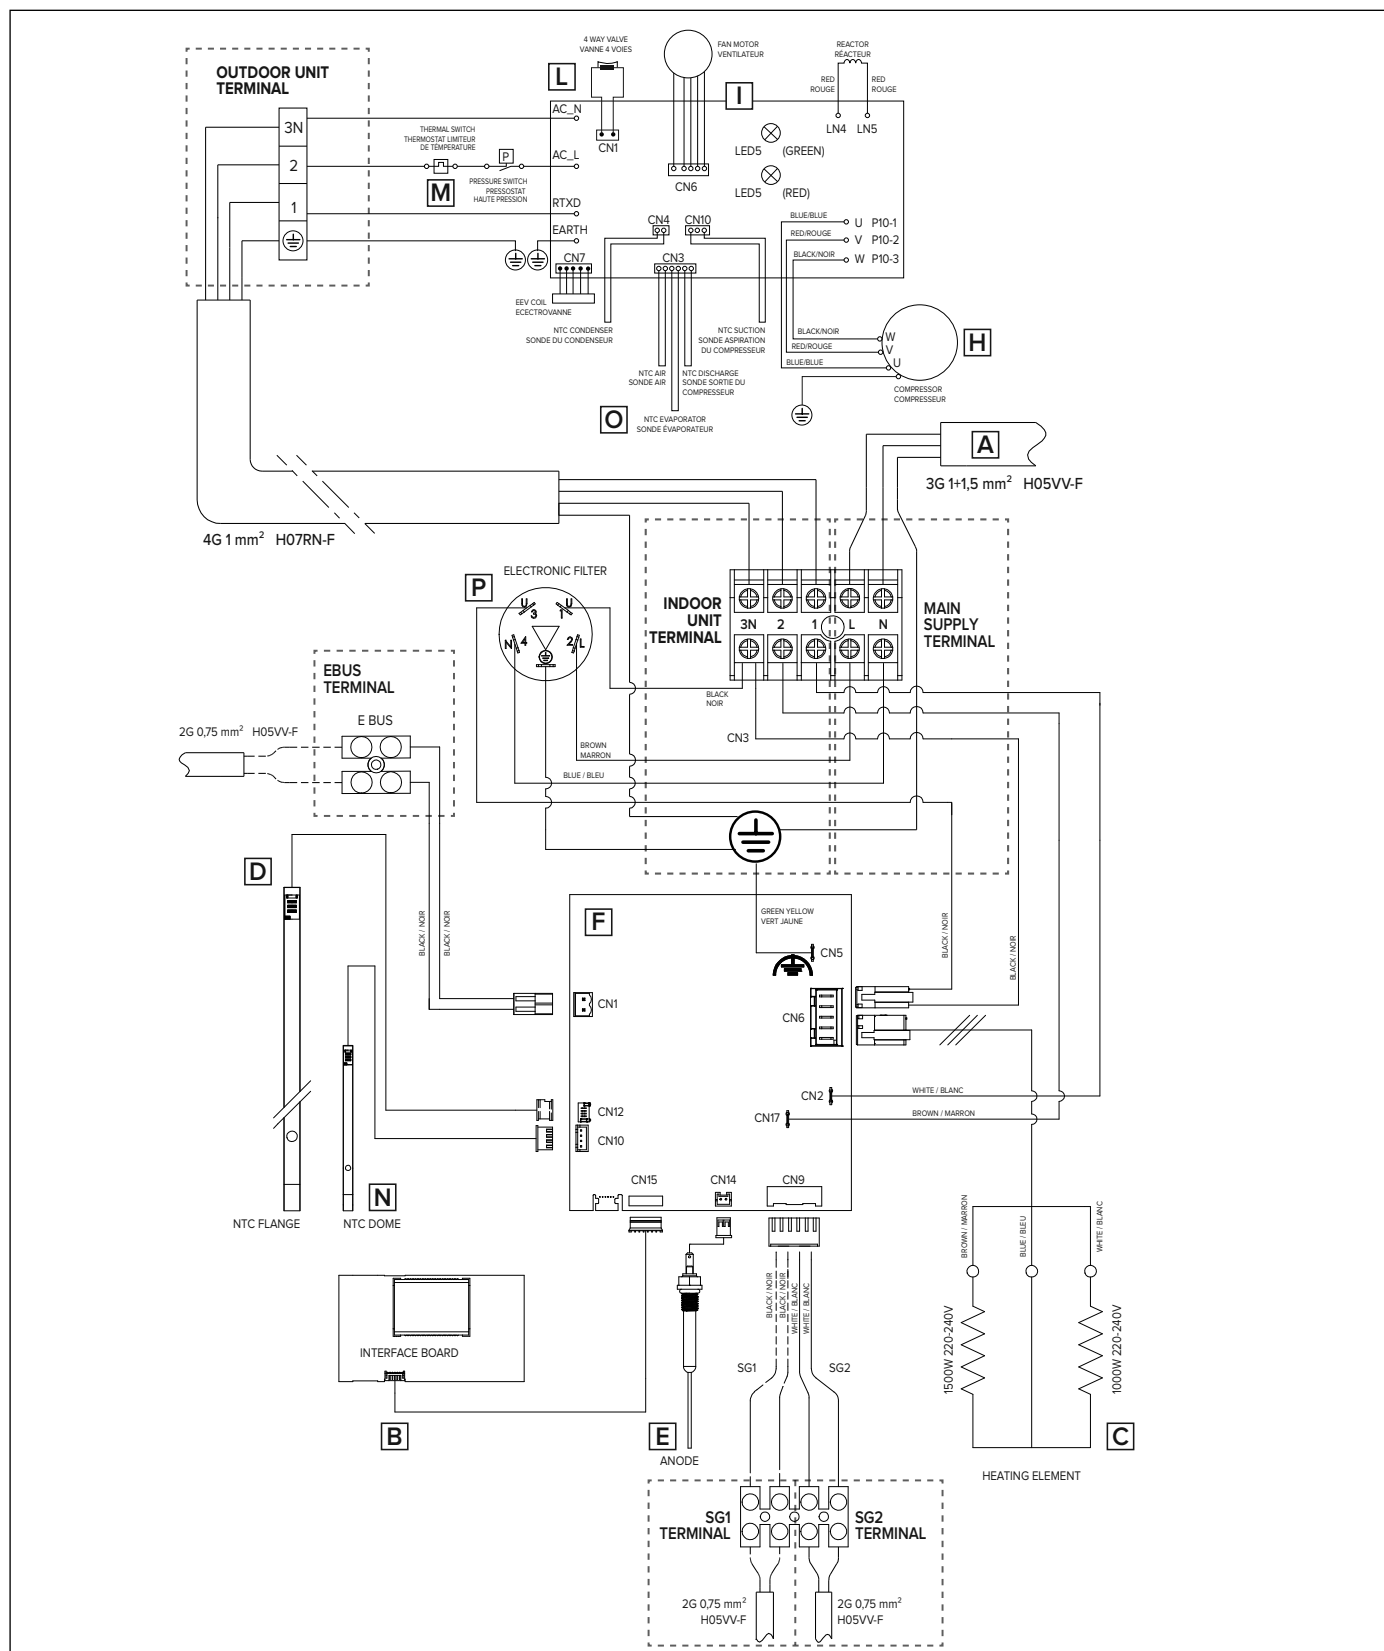 4 WAY VALVE
VANNE 4 VOIES
FAN MOTOR
VENTILATEUR
REACTOR
RÉACTEUR
RED
ROUGE
RED
ROUGE
OUTDOOR UNIT
TERMINAL
L
I
AC_N
CN1
LN4 LN5
3N
THERMAL SWITCH
THERMOSTAT LIMITEUR
DE TÉMPERATURE
LED5 (GREEN)
P
AC_L
2
M
PRESSURE SWITCH
PRESSOSTAT
HAUTE PRESSION
CN6
LED5 (RED)
1
RTXD
EARTH
CN4 CN10
BLUE/BLUE
U P10-1
RED/ROUGE
V P10-2
BLACK/NOIR
W P10-3
CN7
CN3
EEV COIL
ECECTROVANNE
NTC CONDENSER
SONDE DU CONDENSEUR
NTC SUCTION
SONDE ASPIRATION
DU COMPRESSEUR
BLACK/NOIR
RED/ROUGE
BLUE/BLUE
W
V
U
H
NTC AIR
SONDE AIR
NTC DISCHARGE
SONDE SORTIE DU
COMPRESSEUR
COMPRESSOR
COMPRESSEUR
O
NTC EVAPORATOR
SONDE ÉVAPORATEUR
A
3G 1+1,5 mm² H05VV-F
4G 1 mm² H07RN-F
P
ELECTRONIC FILTER
U
3
U
1
N
4
2
L
INDOOR
UNIT
TERMINAL
3N 2 1 L N
MAIN
SUPPLY
TERMINAL
EBUS
TERMINAL
E BUS
2G 0,75 mm² H05VV-F
BLACK
NOIR
CN3
BROWN
MARRON
BLUE / BLEU
D
BLACK / NOIR
BLACK / NOIR
F
GREEN YELLOW
VERT JAUNE
CN5
BLACK / NOIR
BLACK / NOIR
CN1
CN6
CN2
WHITE / BLANC
CN17
BROWN / MARRON
CN12
CN10
CN15
CN14
CN9
N
NTC FLANGE
NTC DOME
BROWN / MARRON
BLUE / BLEU
WHITE / BLANC
BLACK / NOIR
BLACK / NOIR
WHITE / BLANC
WHITE / BLANC
INTERFACE BOARD
SG1
SG2
1500W 220-240V
1000W 220-240V
B
E
C
ANODE
HEATING ELEMENT
SG1
TERMINAL
SG2
TERMINAL
2G 0,75 mm²
H05VV-F
2G 0,75 mm²
H05VV-F